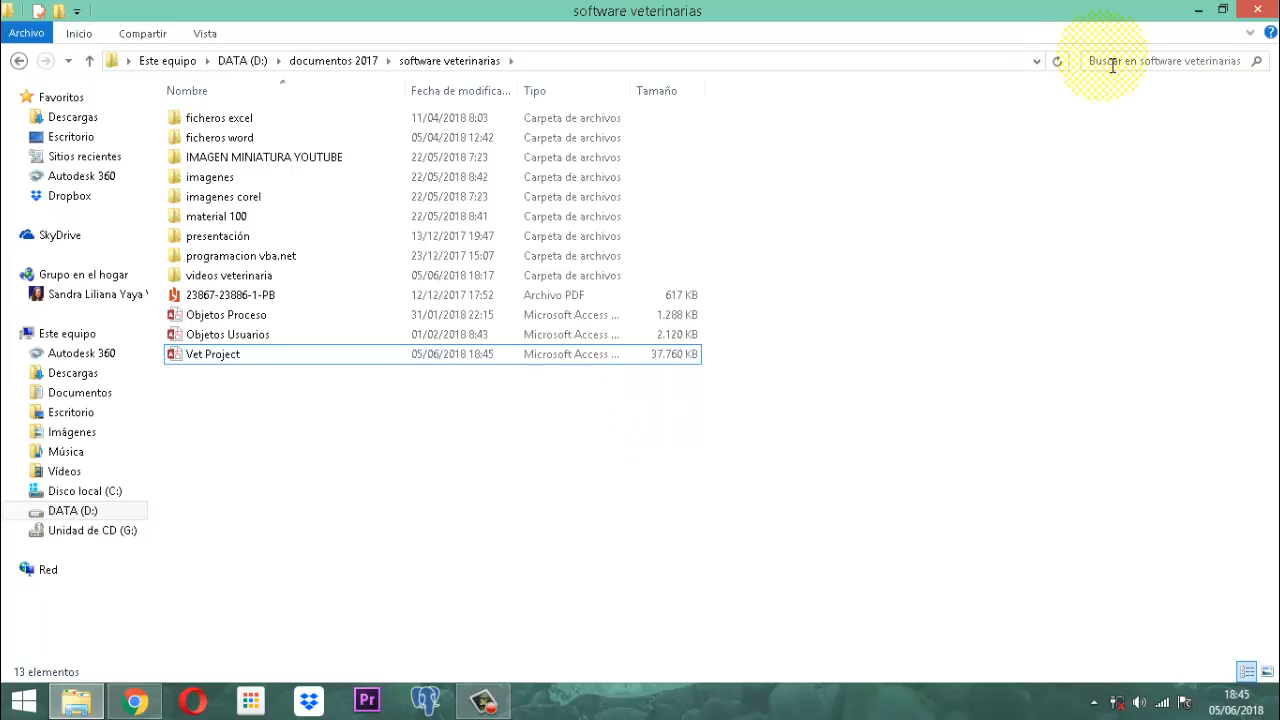 software veterinarias
Archivo Inicio Compartir Vista
Este equipo DATA (D:) documentos 2017 software veterinarias Buscar en software veterinarias
Nombre Fecha de modifica... Tipo Tamaño
Favoritos
Descargas
Escritorio
Sitios recientes
Autodesk 360
Dropbox
SkyDrive
Grupo en el hogar
Sandra Liliana Yaya
Este equipo
Autodesk 360
Descargas
Documentos
Escritorio
Imágenes
Música
Vídeos
Disco local (C:)
DATA (D:)
Unidad de CD (G:)
Red
ficheros excel 11/04/2018 8:03 Carpeta de archivos
ficheros word 05/04/2018 12:42 Carpeta de archivos
IMAGEN MINIATURA YOUTUBE 22/05/2018 7:23 Carpeta de archivos
imagenes 22/05/2018 8:42 Carpeta de archivos
imagenes corel 22/05/2018 7:23 Carpeta de archivos
material 100 22/05/2018 8:41 Carpeta de archivos
presentación 13/12/2017 19:47 Carpeta de archivos
programacion vba.net 23/12/2017 15:07 Carpeta de archivos
videos veterinaria 05/06/2018 18:17 Carpeta de archivos
23867-23886-1-PB 12/12/2017 17:52 Archivo PDF 617 KB
Objetos Proceso 31/01/2018 22:15 Microsoft Access ... 1.288 KB
Objetos Usuarios 01/02/2018 8:43 Microsoft Access ... 2.120 KB
Vet Project 05/06/2018 18:45 Microsoft Access ... 37.760 KB
13 elementos
Pr
18:45
05/06/2018